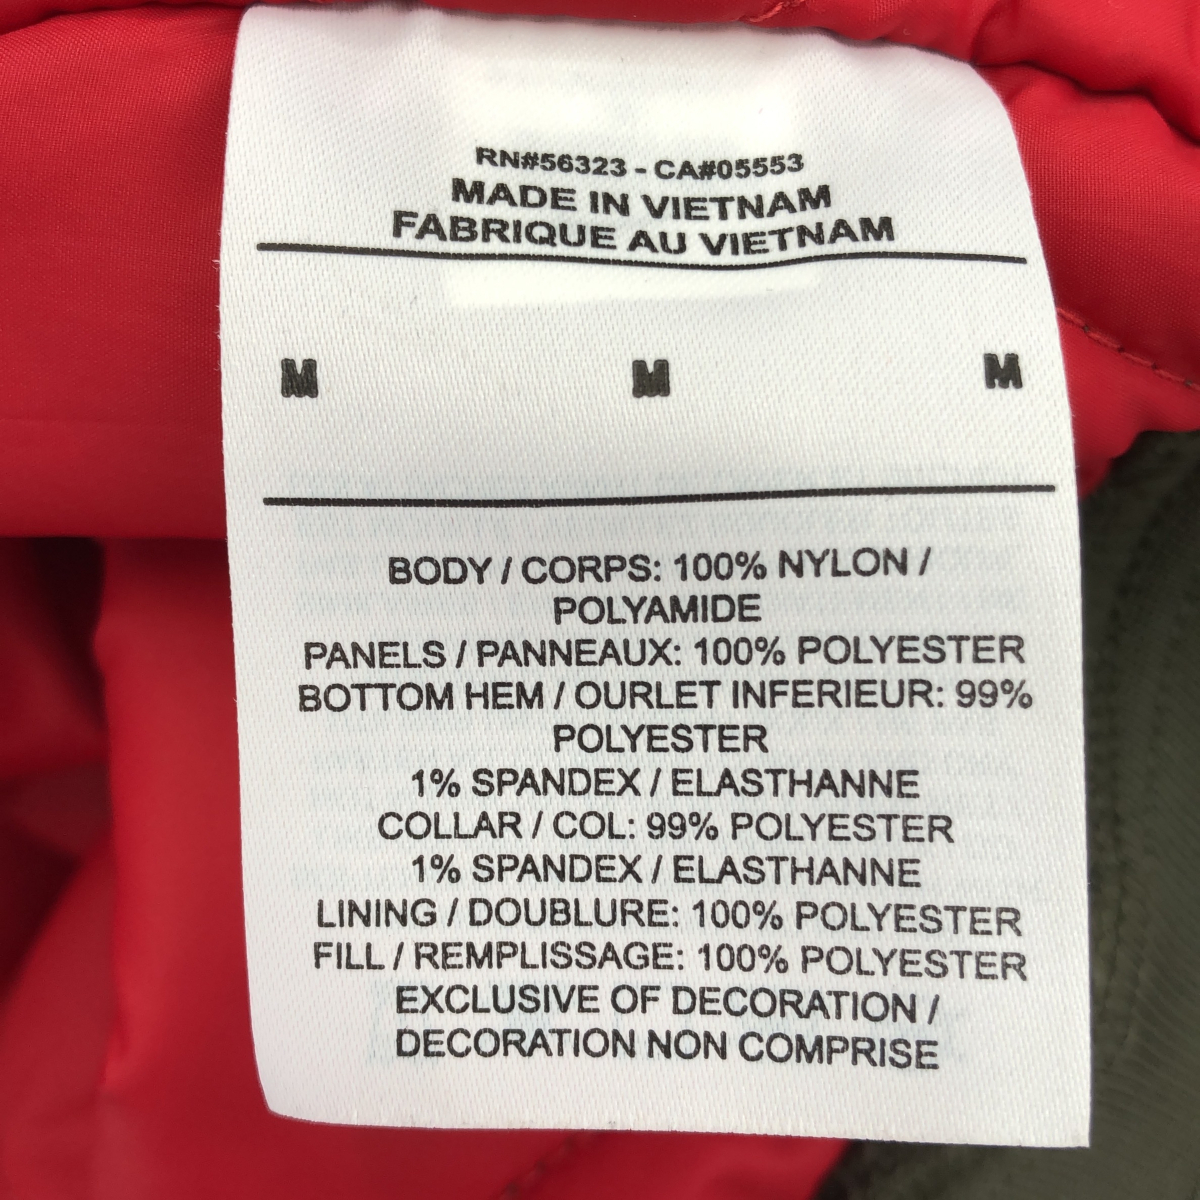 RN#56323 - CA#05553
MADE IN VIETNAM
FABRIQUE AU VIETNAM
M M M
BODY / CORPS: 100% NYLON /
POLYAMIDE
PANELS / PANNEAUX: 100% POLYESTER
BOTTOM HEM / OURLET INFERIEUR: 99%
POLYESTER
1% SPANDEX / ELASTHANNE
COLLAR / COL: 99% POLYESTER
1% SPANDEX / ELASTHANNE
LINING / DOUBLURE: 100% POLYESTER
FILL / REMPLISSAGE: 100% POLYESTER
EXCLUSIVE OF DECORATION /
DECORATION NON COMPRISE